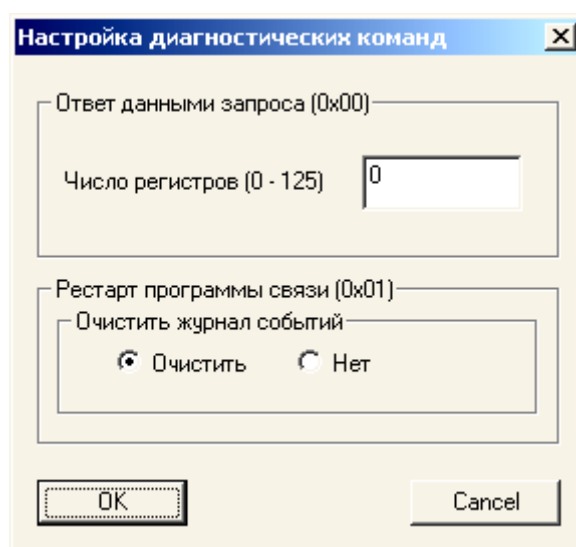 Настройка диагностических команд
Ответ данными запроса (0x00)
Число регистров (0 - 125) 0
Рестарт программы связи (0x01)
Очистить журнал событий
Очистить Нет
OK Cancel